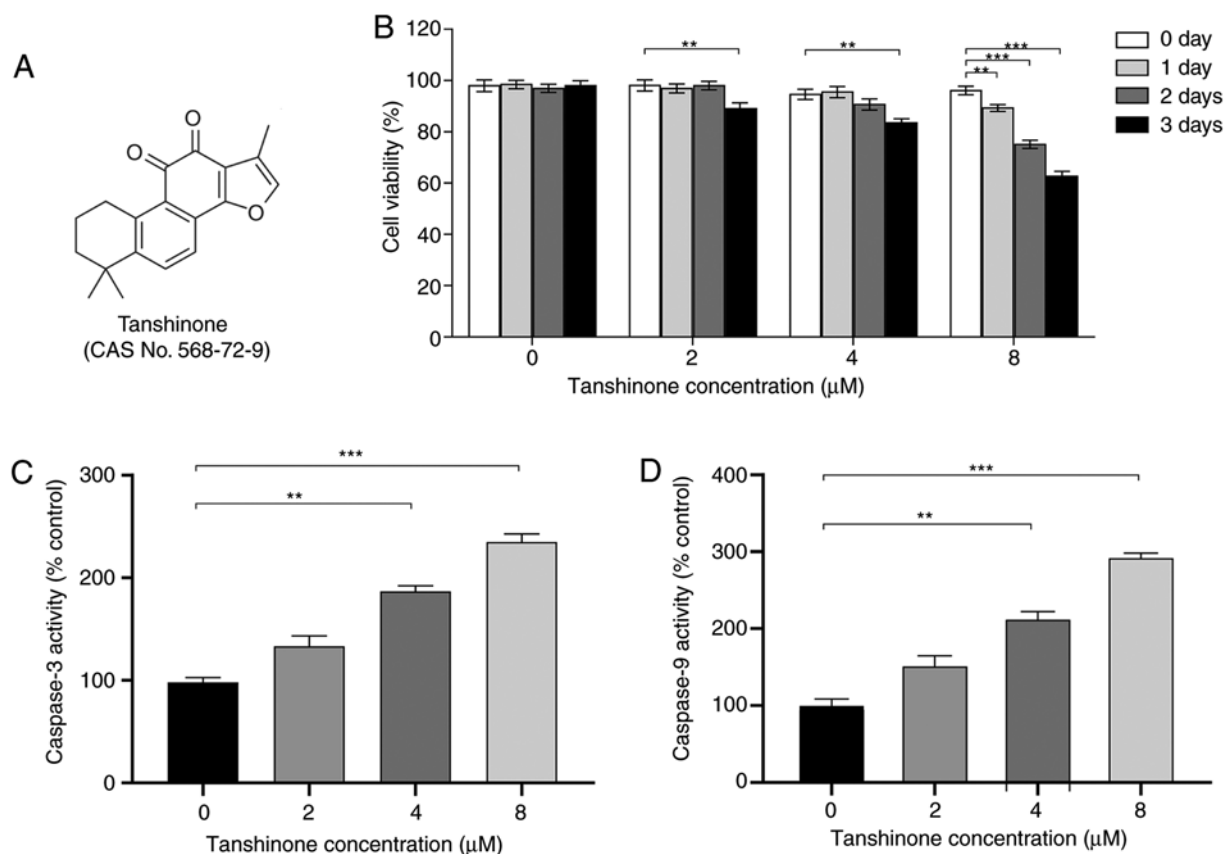 A
O
O
O
Tanshinone
(CAS No. 568-72-9)
B
Cell viability (%)
120
100
80
60
40
20
0
**
**
***
***
**
0
2
4
8
Tanshinone concentration (μM)
0 day
1 day
2 days
3 days
C
Caspase-3 activity (% control)
300
200
100
0
***
**
0
2
4
8
Tanshinone concentration (μM)
D
Caspase-9 activity (% control)
400
300
200
100
0
***
**
0
2
4
8
Tanshinone concentration (μM)